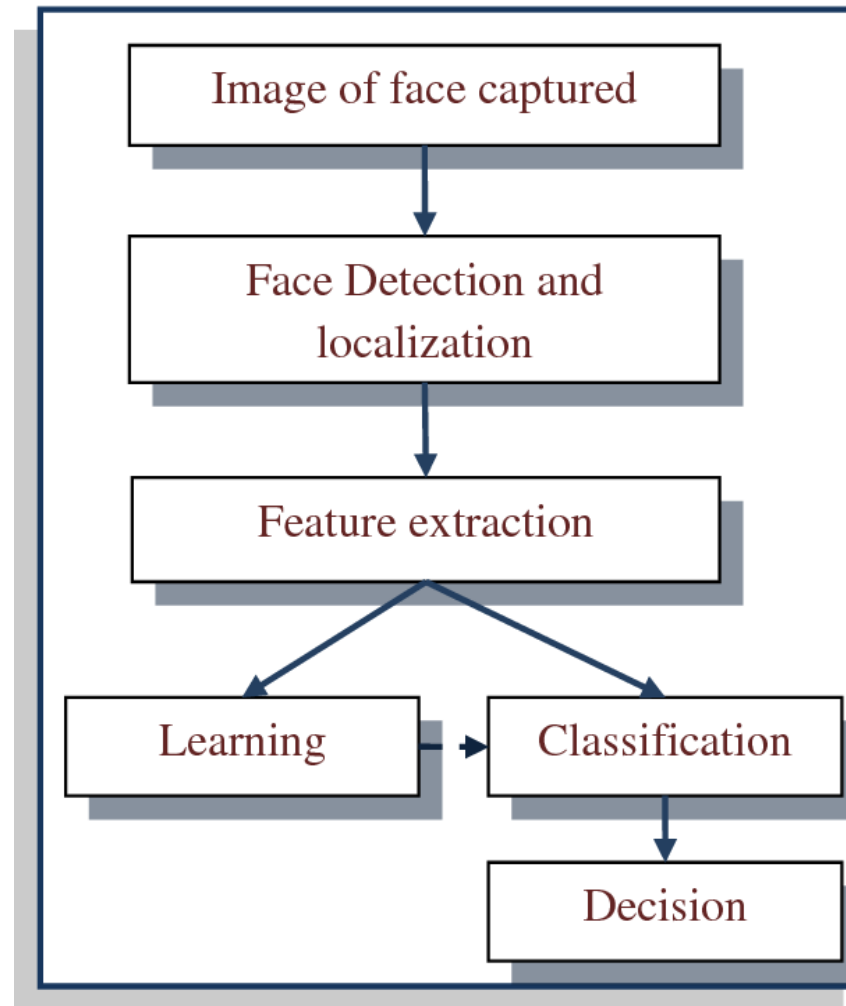 Image of face captured
Face Detection and
localization
Feature extraction
Learning
Classification
Decision